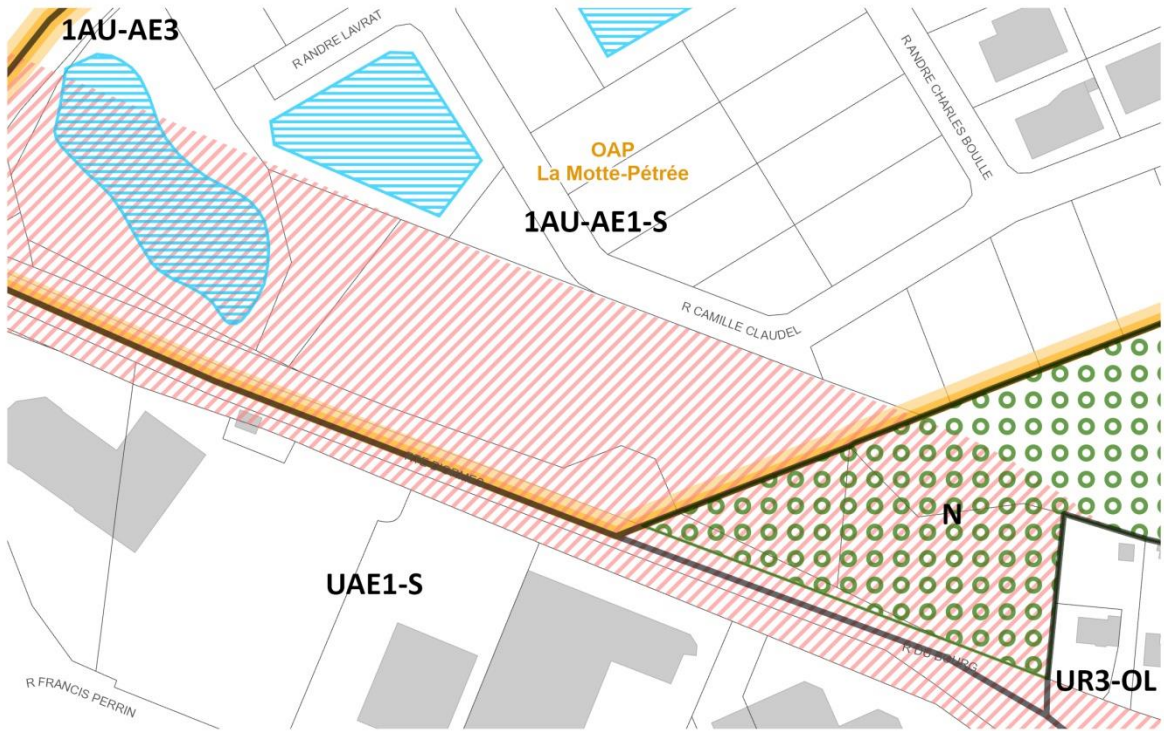 1AU-AE3
R ANDRE LAVRAT
R ANDRE CHARLES BOULLE
OAP
La Motte-Pétrée
1AU-AE1-S
R CAMILLE CLAUDEL
N
UAE1-S
R DU BOURG
UR3-OL
R FRANCIS PERRIN